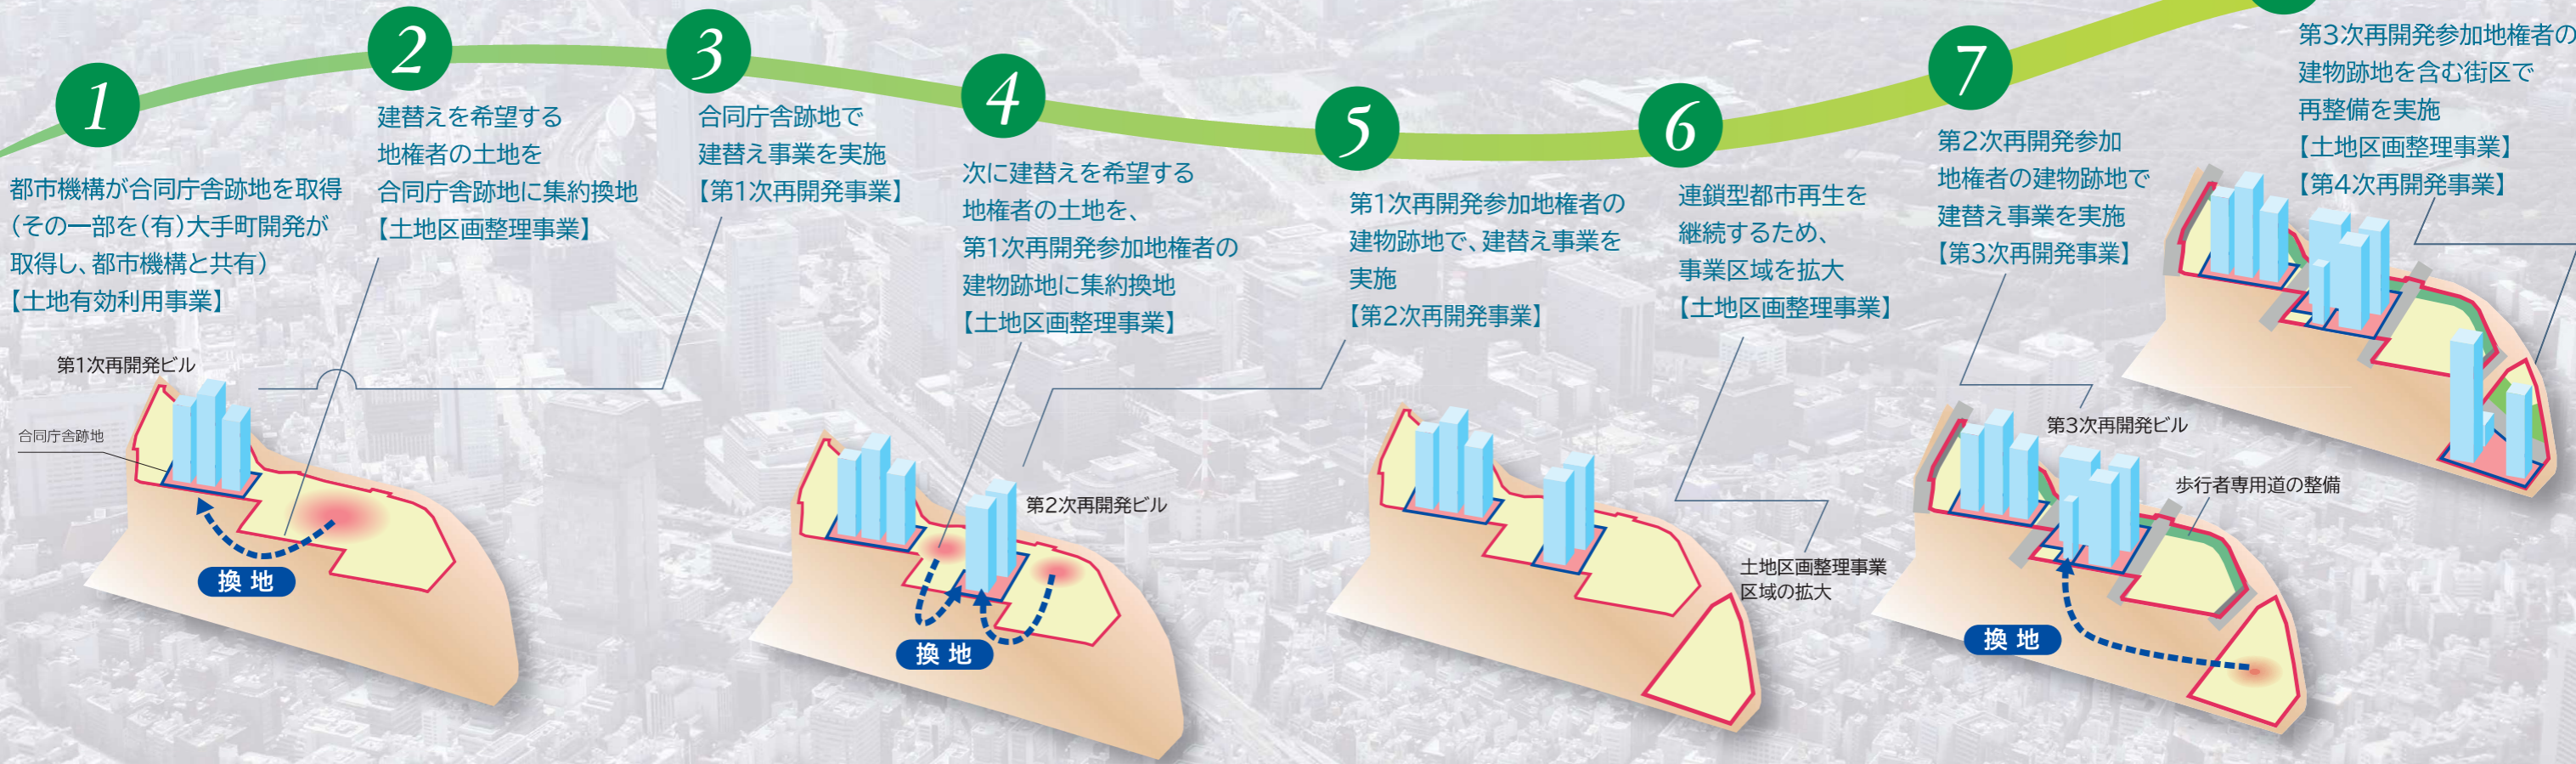 1
都市機構が合同庁舎跡地を取得
(その一部を(有)大手町開発が
取得し、都市機構と共有)
【土地有効利用事業】
2
建替えを希望する
地権者の土地を
合同庁舎跡地に集約換地
【土地区画整理事業】
3
合同庁舎跡地で
建替え事業を実施
【第1次再開発事業】
4
次に建替えを希望する
地権者の土地を、
第1次再開発参加地権者の
建物跡地に集約換地
【土地区画整理事業】
5
第1次再開発参加地権者の
建物跡地で、建替え事業を
実施
【第2次再開発事業】
6
連鎖型都市再生を
継続するため、
事業区域を拡大
【土地区画整理事業】
7
第2次再開発参加
地権者の建物跡地で
建替え事業を実施
【第3次再開発事業】
第3次再開発参加地権者の
建物跡地を含む街区で
再整備を実施
【土地区画整理事業】
【第4次再開発事業】
第1次再開発ビル
合同庁舎跡地
換地
第2次再開発ビル
換地
土地区画整理事業
区域の拡大
第3次再開発ビル
歩行者専用道の整備
換地